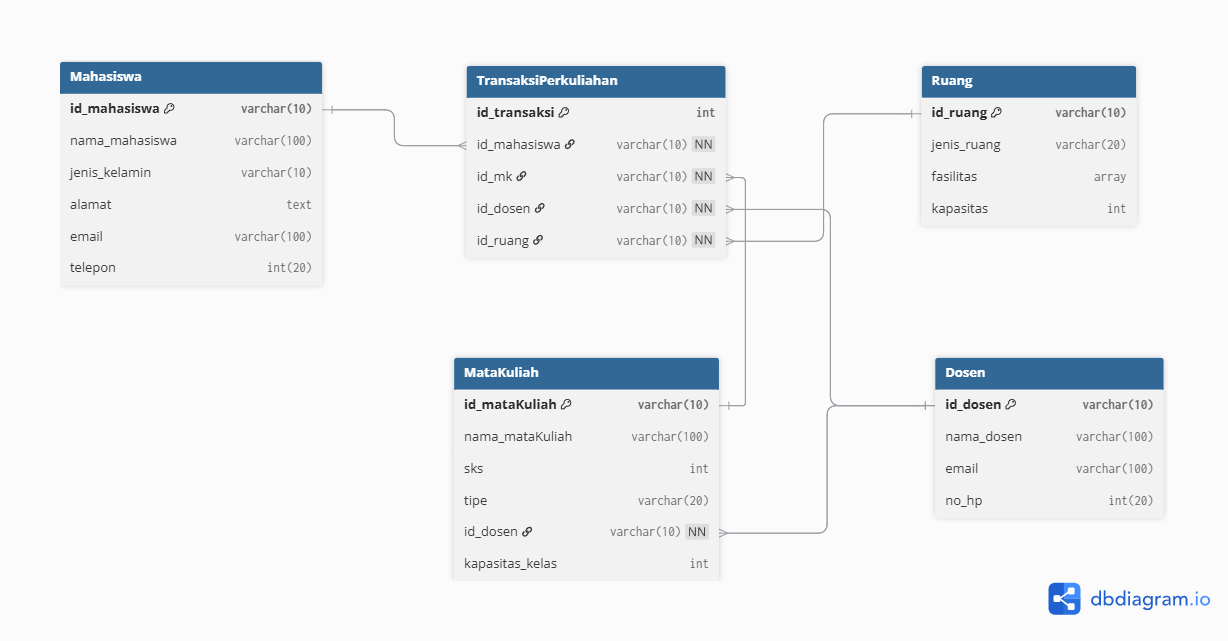 Mahasiswa
id_mahasiswa varchar(10)
nama_mahasiswa varchar(100)
jenis_kelamin varchar(10)
alamat text
email varchar(100)
telepon int(20)
TransaksiPerkuliahan
id_transaksi int
id_mahasiswa varchar(10) NN
id_mk varchar(10) NN
id_dosen varchar(10) NN
id_ruang varchar(10) NN
Ruang
id_ruang varchar(10)
jenis_ruang varchar(20)
fasilitas array
kapasitas int
MataKuliah
id_mataKuliah varchar(10)
nama_mataKuliah varchar(100)
sks int
tipe varchar(20)
id_dosen varchar(10) NN
kapasitas_kelas int
Dosen
id_dosen varchar(10)
nama_dosen varchar(100)
email varchar(100)
no_hp int(20)
dbdiagram.io